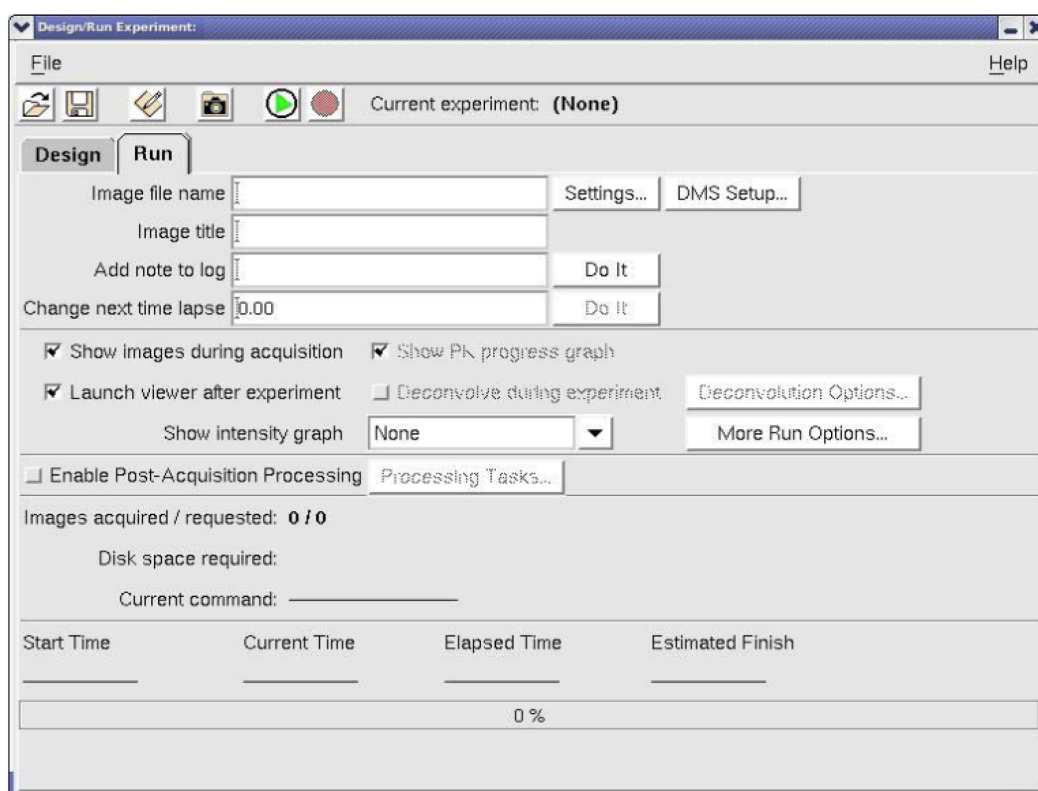 Design/Run Experiment:
File Help
Current experiment: (None)
Design Run
Image file name Settings... DMS Setup...
Image title
Add note to log Do It
Change next time lapse 0.00 Do It
Show images during acquisition Show PK progress graph
Launch viewer after experiment Deconvolve during experiment Deconvolution Options...
Show intensity graph None More Run Options...
Enable Post-Acquisition Processing Processing Tasks...
Images acquired / requested: 0 / 0
Disk space required:
Current command:
Start Time Current Time Elapsed Time Estimated Finish
0 %